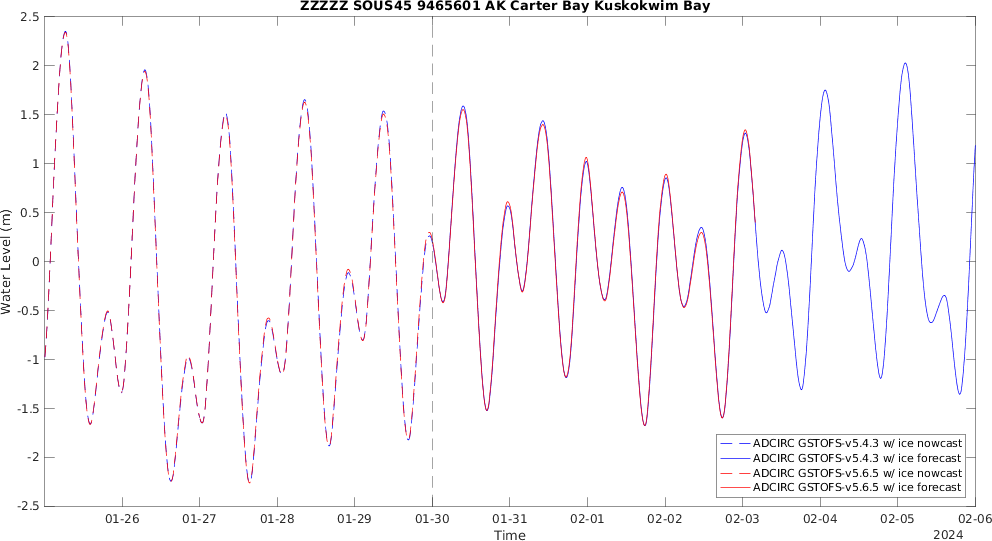 ZZZZZ SOUS45 9465601 AK Carter Bay Kuskokwim Bay
2.5
2
1.5
1
0.5
0
-0.5
-1
-1.5
-2
-2.5
Water Level (m)
01-26 01-27 01-28 01-29 01-30 01-31 02-01 02-02 02-03 02-04 02-05 02-06
Time
2024
ADCIRC GSTOFS-v5.4.3 w/ ice nowcast
ADCIRC GSTOFS-v5.4.3 w/ ice forecast
ADCIRC GSTOFS-v5.6.5 w/ ice nowcast
ADCIRC GSTOFS-v5.6.5 w/ ice forecast